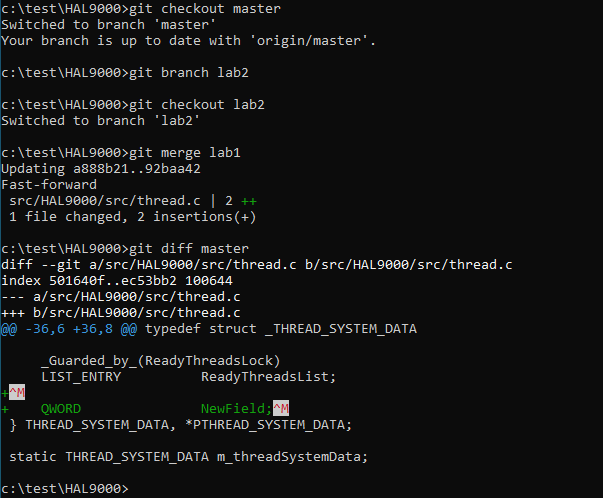 c:\test\HAL9000>git checkout master
Switched to branch 'master'
Your branch is up to date with 'origin/master'.

c:\test\HAL9000>git branch lab2

c:\test\HAL9000>git checkout lab2
Switched to branch 'lab2'

c:\test\HAL9000>git merge lab1
Updating a888b21..92baa42
Fast-forward
 src/HAL9000/src/thread.c | 2 ++
 1 file changed, 2 insertions(+)

c:\test\HAL9000>git diff master
diff --git a/src/HAL9000/src/thread.c b/src/HAL9000/src/thread.c
index 501640f..ec53bb2 100644
--- a/src/HAL9000/src/thread.c
+++ b/src/HAL9000/src/thread.c
@@ -36,6 +36,8 @@ typedef struct _THREAD_SYSTEM_DATA

     _Guarded_by_(ReadyThreadsLock)
     LIST_ENTRY          ReadyThreadsList;
+^M
+    QWORD               NewField;^M
 } THREAD_SYSTEM_DATA, *PTHREAD_SYSTEM_DATA;

 static THREAD_SYSTEM_DATA m_threadSystemData;

c:\test\HAL9000>